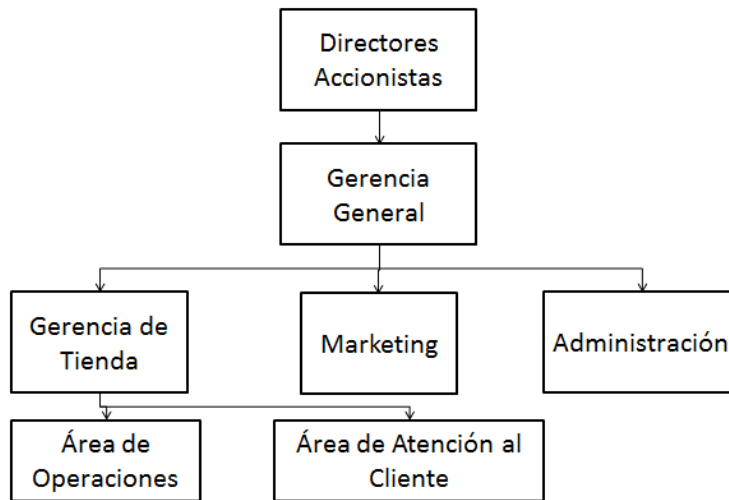 Directores
Accionistas
Gerencia
General
Gerencia de
Tienda
Marketing
Administración
Área de
Operaciones
Área de Atención al
Cliente